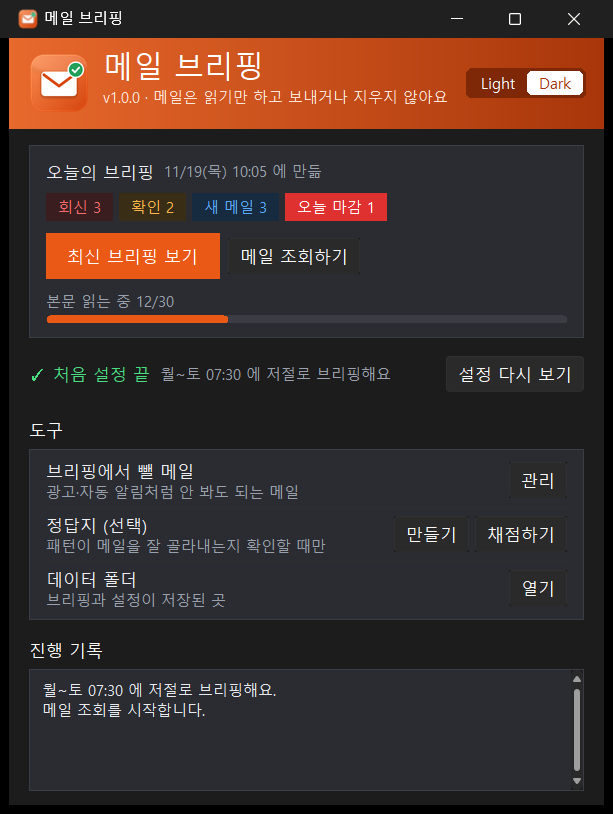 메일 브리핑
메일 브리핑
v1.0.0 · 메일은 읽기만 하고 보내거나 지우지 않아요
Light Dark
오늘의 브리핑 11/19(목) 10:05 에 만듦
회신 3 확인 2 새 메일 3 오늘 마감 1
최신 브리핑 보기 메일 조회하기
본문 읽는 중 12/30
✓ 처음 설정 끝 월~토 07:30 에 저절로 브리핑해요 설정 다시 보기
도구
브리핑에서 뺄 메일
광고·자동 알림처럼 안 봐도 되는 메일
관리
정답지 (선택)
패턴이 메일을 잘 골라내는지 확인할 때만
만들기 채점하기
데이터 폴더
브리핑과 설정이 저장된 곳
열기
진행 기록
월~토 07:30 에 저절로 브리핑해요.
메일 조회를 시작합니다.